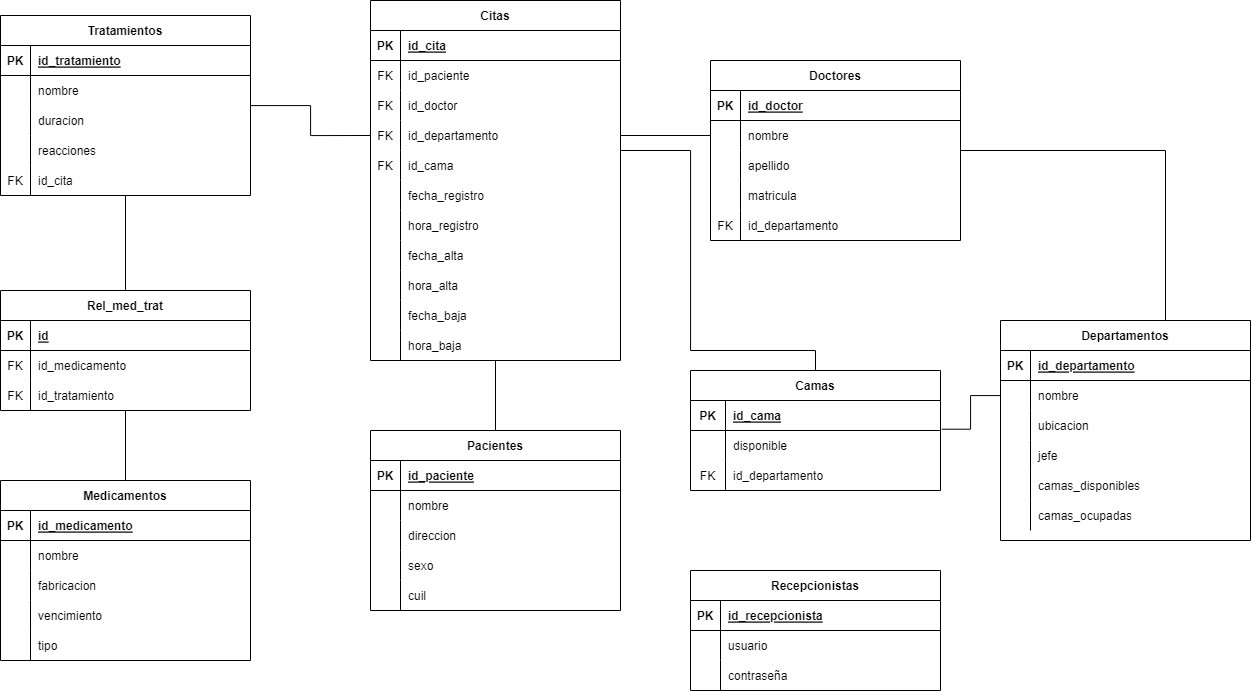 Tratamientos
PK id_tratamiento
nombre
duracion
reacciones
FK id_cita
Citas
PK id_cita
FK id_paciente
FK id_doctor
FK id_departamento
FK id_cama
fecha_registro
hora_registro
fecha_alta
hora_alta
fecha_baja
hora_baja
Doctores
PK id_doctor
nombre
apellido
matricula
FK id_departamento
Rel_med_trat
PK id
FK id_medicamento
FK id_tratamiento
Departamentos
PK id_departamento
nombre
ubicacion
jefe
camas_disponibles
camas_ocupadas
Camas
PK id_cama
disponible
FK id_departamento
Pacientes
PK id_paciente
nombre
direccion
sexo
cuil
Medicamentos
PK id_medicamento
nombre
fabricacion
vencimiento
tipo
Recepcionistas
PK id_recepcionista
usuario
contraseña